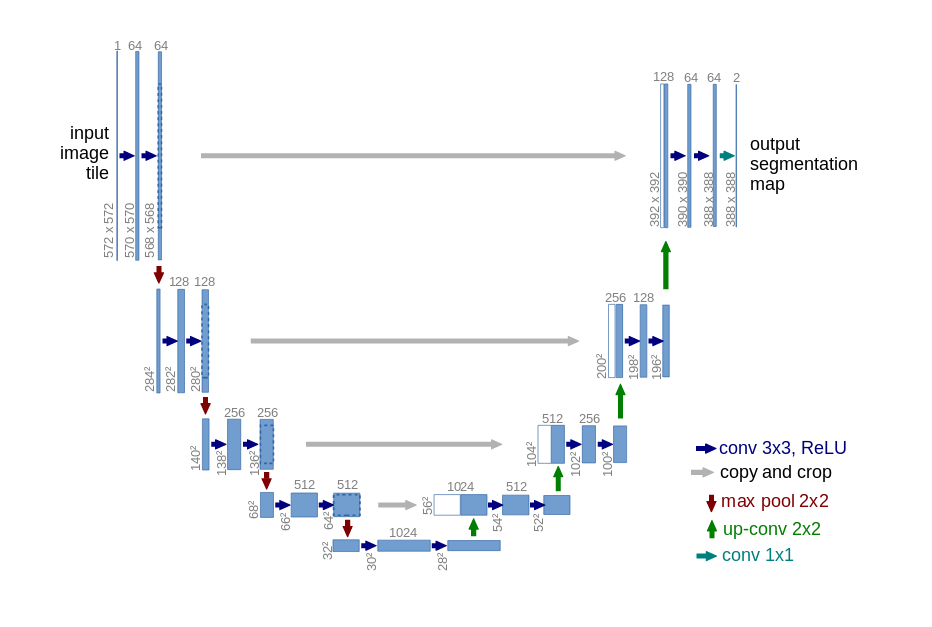 1 64 64
input
image
tile
572 x 572
570 x 570
568 x 568
128 64 64 2
output
segmentation
map
392 x 392
390 x 390
388 x 388
388 x 388
128 128
284²
282²
280²
256 128
200²
198²
196²
256 256
140²
138²
136²
512 256
104²
102²
100²
512 512
68²
66²
64²
1024 512
56²
54²
52²
1024
32²
30²
28²
conv 3x3, ReLU
copy and crop
max pool 2x2
up-conv 2x2
conv 1x1